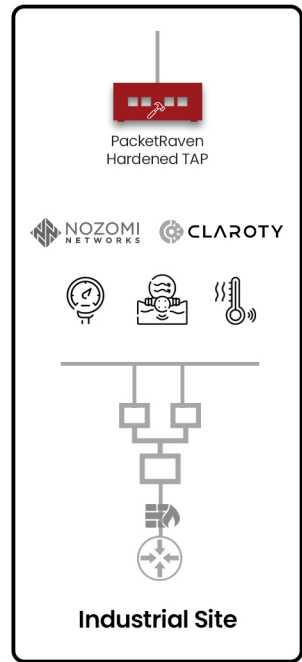 PacketRaven
Hardened TAP
NOZOMI
NETWORKS
CLAROTY
Industrial Site